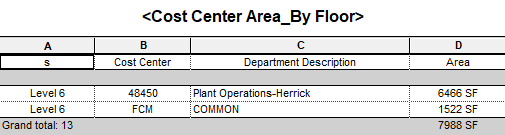 <Cost Center Area_By Floor>
A B C D
s Cost Center Department Description Area
Level 6 48450 Plant Operations-Herrick 6466 SF
Level 6 FCM COMMON 1522 SF
Grand total: 13 7988 SF